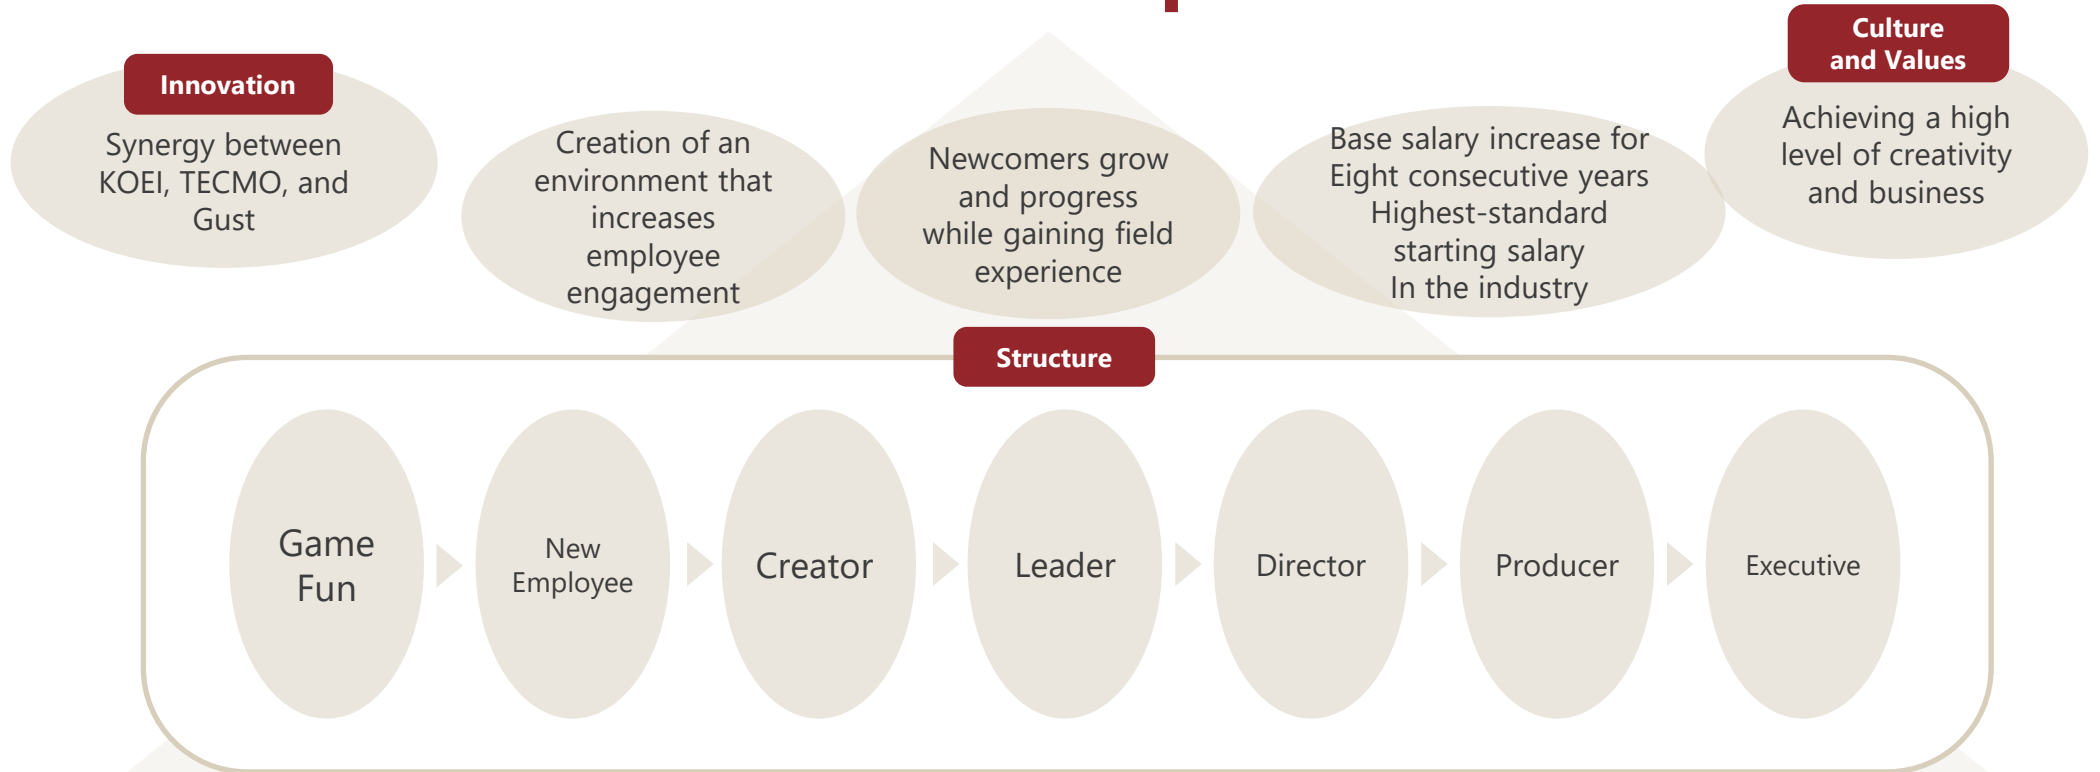 Innovation
Synergy between
KOEI, TECMO, and
Gust
Creation of an
environment that
increases
employee
engagement
Newcomers grow
and progress
while gaining field
experience
Base salary increase for
Eight consecutive years
Highest-standard
starting salary
In the industry
Culture
and Values
Achieving a high
level of creativity
and business
Structure
Game
Fun
New
Employee
Creator
Leader
Director
Producer
Executive